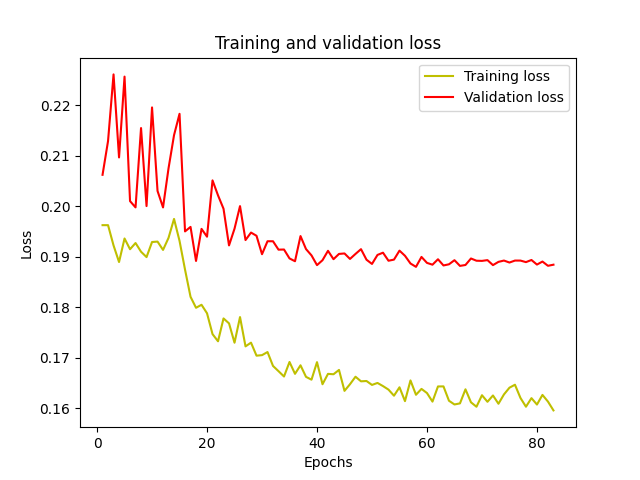 Training and validation loss
Training loss
Validation loss
0.22
0.21
0.20
0.19
0.18
0.17
0.16
Loss
0
20
40
60
80
Epochs